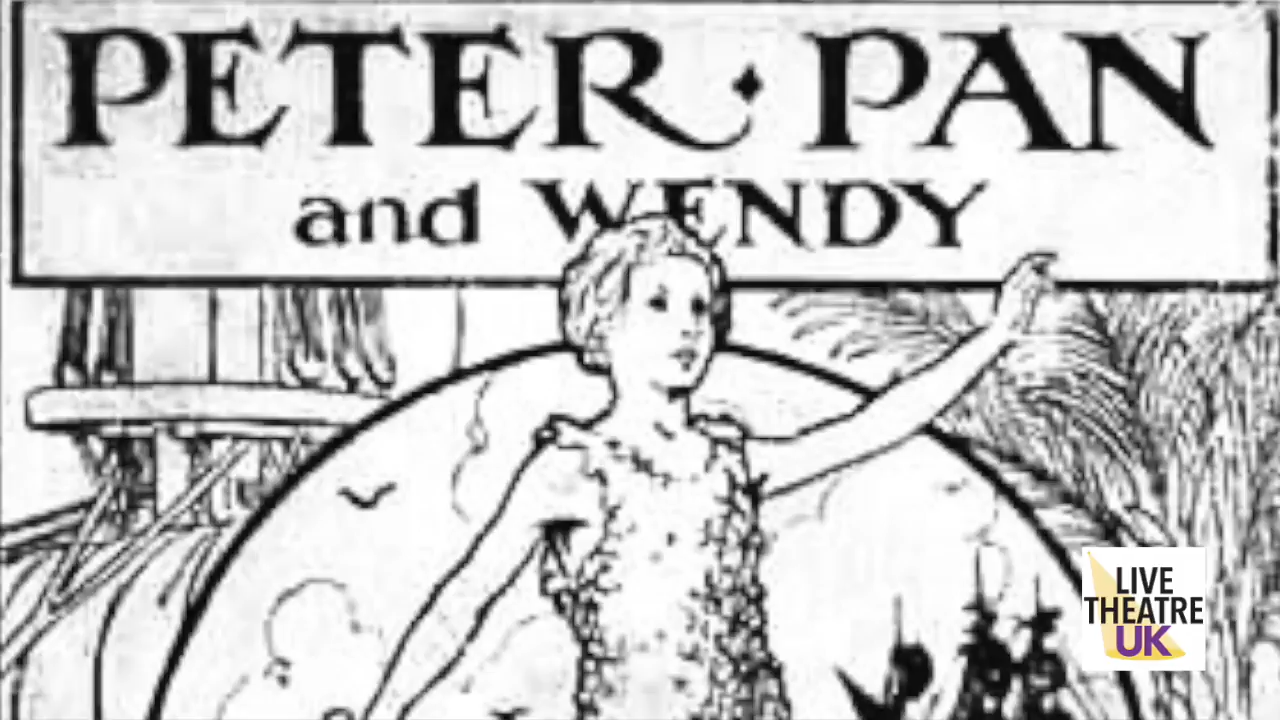 PETER · PAN
and WENDY
LIVE
THEATRE
UK